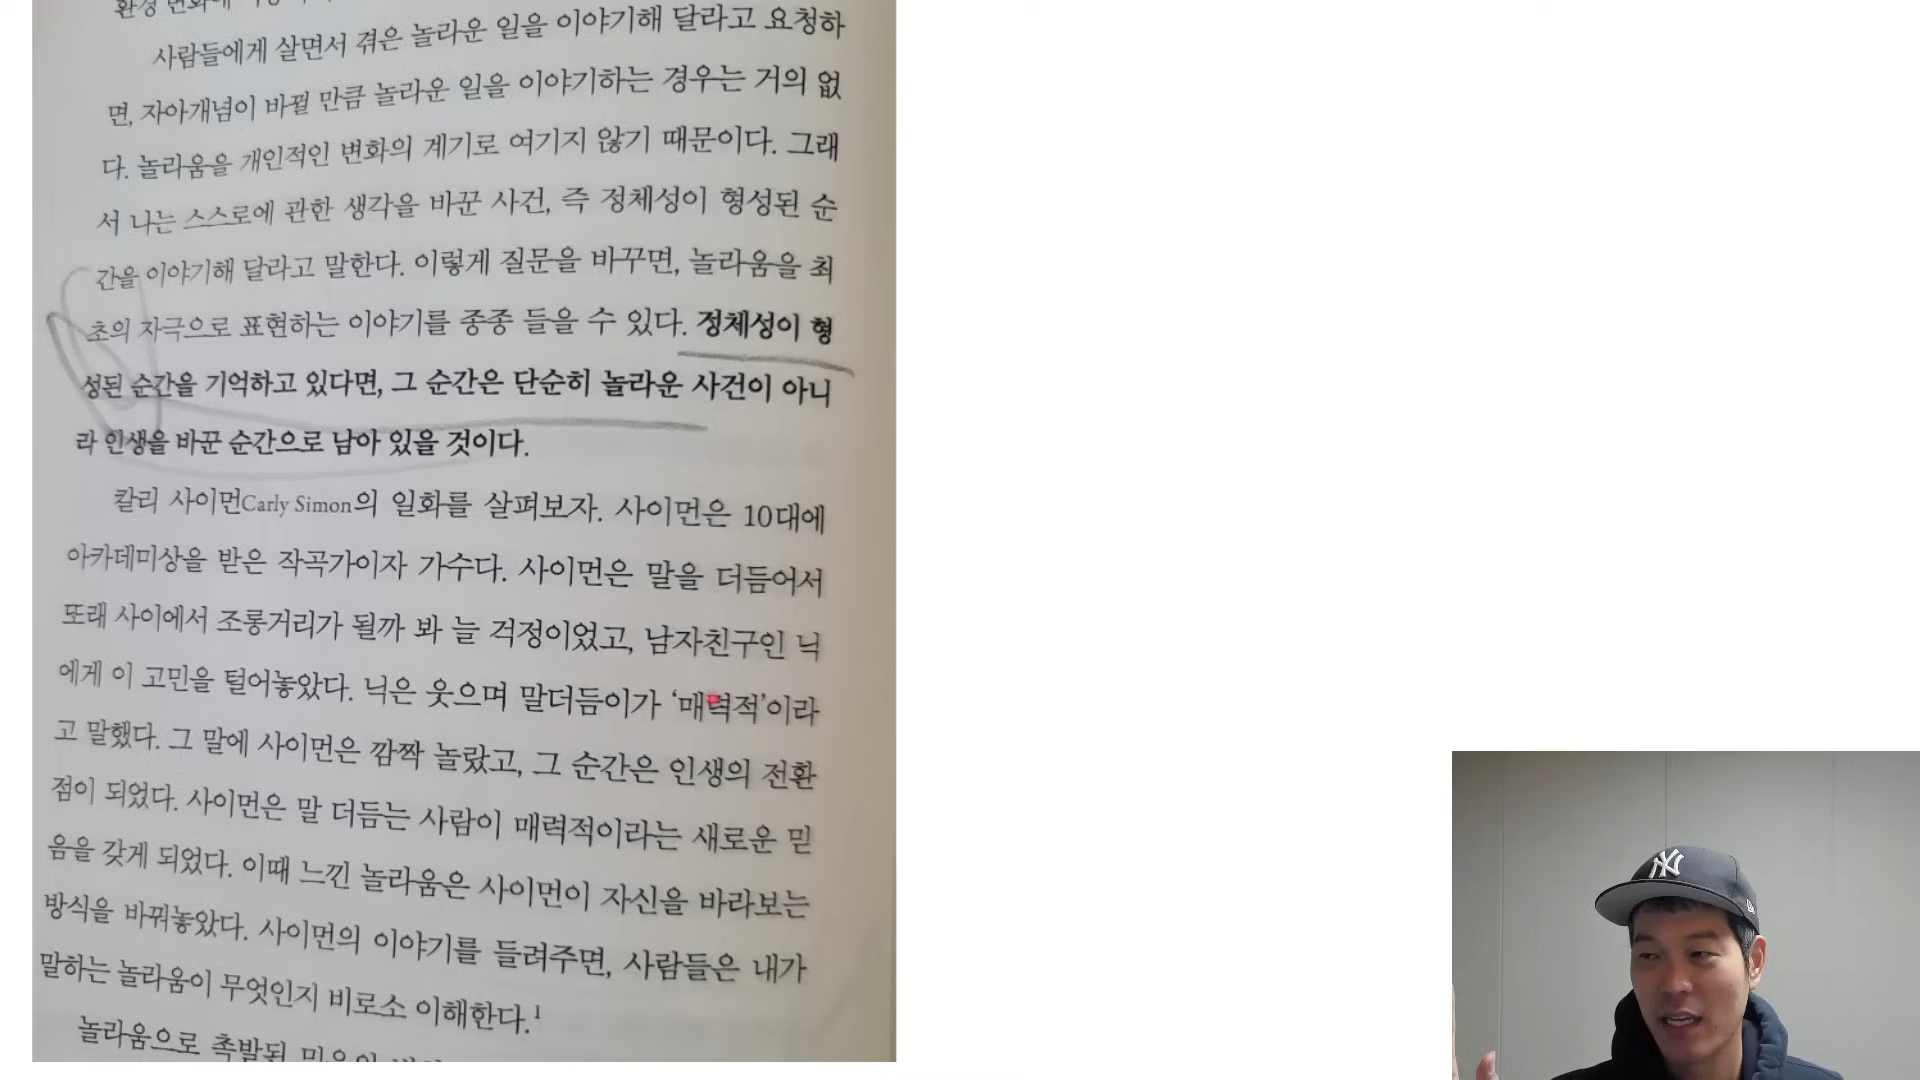 사람들에게 살면서 겪은 놀라운 일을 이야기해 달라고 요청하
면, 자아개념이 바뀔 만큼 놀라운 일을 이야기하는 경우는 거의 없
다. 놀라움을 개인적인 변화의 계기로 여기지 않기 때문이다. 그래
서 나는 스스로에 관한 생각을 바꾼 사건, 즉 정체성이 형성된 순
간을 이야기해 달라고 말한다. 이렇게 질문을 바꾸면, 놀라움을 최
초의 자극으로 표현하는 이야기를 종종 들을 수 있다. 정체성이 형
성된 순간을 기억하고 있다면, 그 순간은 단순히 놀라운 사건이 아니
라 인생을 바꾼 순간으로 남아 있을 것이다.
칼리 사이먼Carly Simon의 일화를 살펴보자. 사이먼은 10대에
아카데미상을 받은 작곡가이자 가수다. 사이먼은 말을 더듬어서
또래 사이에서 조롱거리가 될까 봐 늘 걱정이었고, 남자친구인 닉
에게 이 고민을 털어놓았다. 닉은 웃으며 말더듬이가 ‘매력적’이라
고 말했다. 그 말에 사이먼은 깜짝 놀랐고, 그 순간은 인생의 전환
점이 되었다. 사이먼은 말 더듬는 사람이 매력적이라는 새로운 믿
음을 갖게 되었다. 이때 느낀 놀라움은 사이먼이 자신을 바라보는
방식을 바꿔놓았다. 사이먼의 이야기를 들려주면, 사람들은 내가
말하는 놀라움이 무엇인지 비로소 이해한다.1
놀라움으로 촉발된
NY